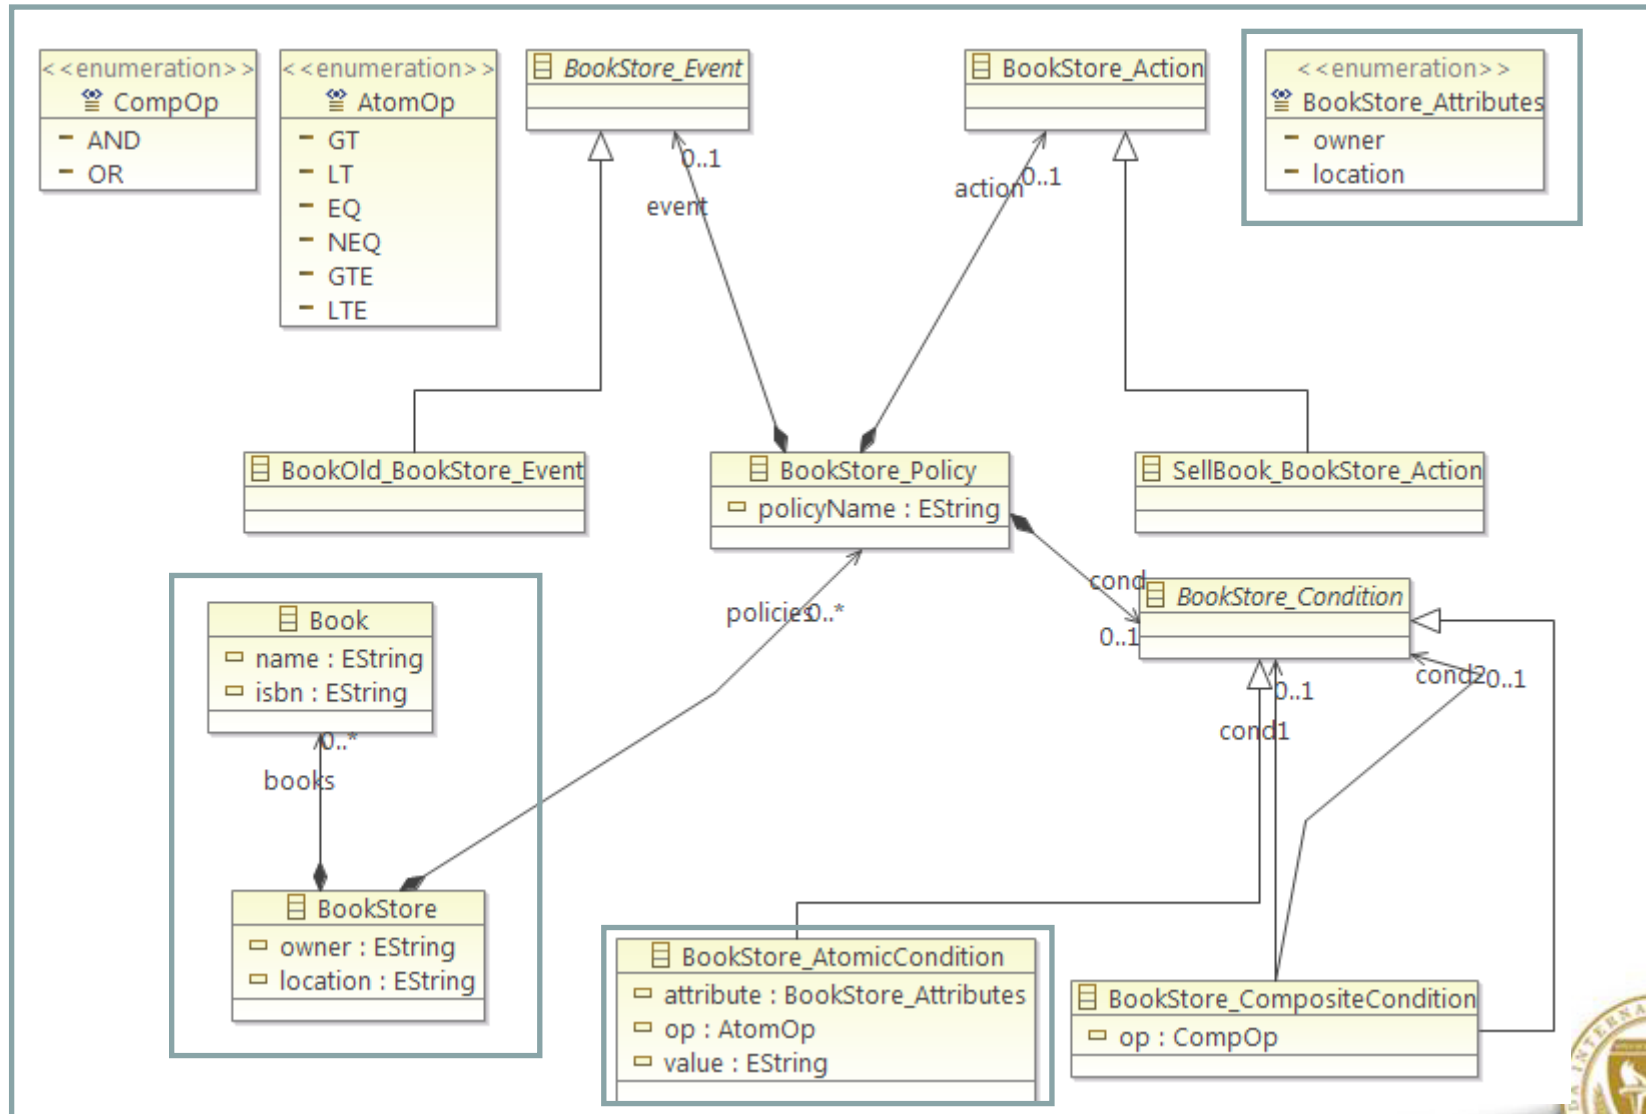 <<enumeration>>
CompOp
AND
OR
<<enumeration>>
AtomOp
GT
LT
EQ
NEQ
GTE
LTE
BookStore_Event
BookStore_Action
<<enumeration>>
BookStore_Attributes
owner
location
0..1
event
0..1
action
BookOld_BookStore_Event
BookStore_Policy
policyName : EString
SellBook_BookStore_Action
cond
0..1
BookStore_Condition
policies
0..*
Book
name : EString
isbn : EString
0..*
books
0..1
cond1
cond2
0..1
BookStore
owner : EString
location : EString
BookStore_AtomicCondition
attribute : BookStore_Attributes
op : AtomOp
value : EString
BookStore_CompositeCondition
op : CompOp